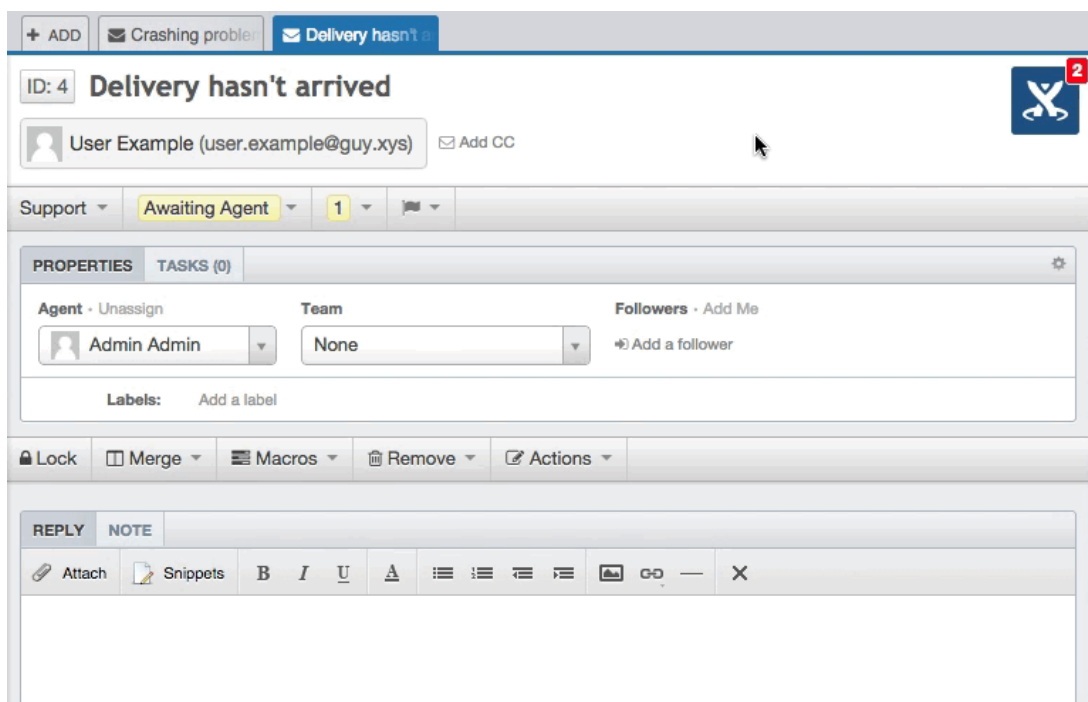 + ADD Crashing problem Delivery hasn't a
ID: 4 Delivery hasn't arrived
2
User Example (user.example@guy.xys) Add CC
Support Awaiting Agent 1
PROPERTIES TASKS (0)
Agent · Unassign Team Followers · Add Me
Admin Admin None Add a follower
Labels: Add a label
Lock Merge Macros Remove Actions
REPLY NOTE
Attach Snippets B I U A